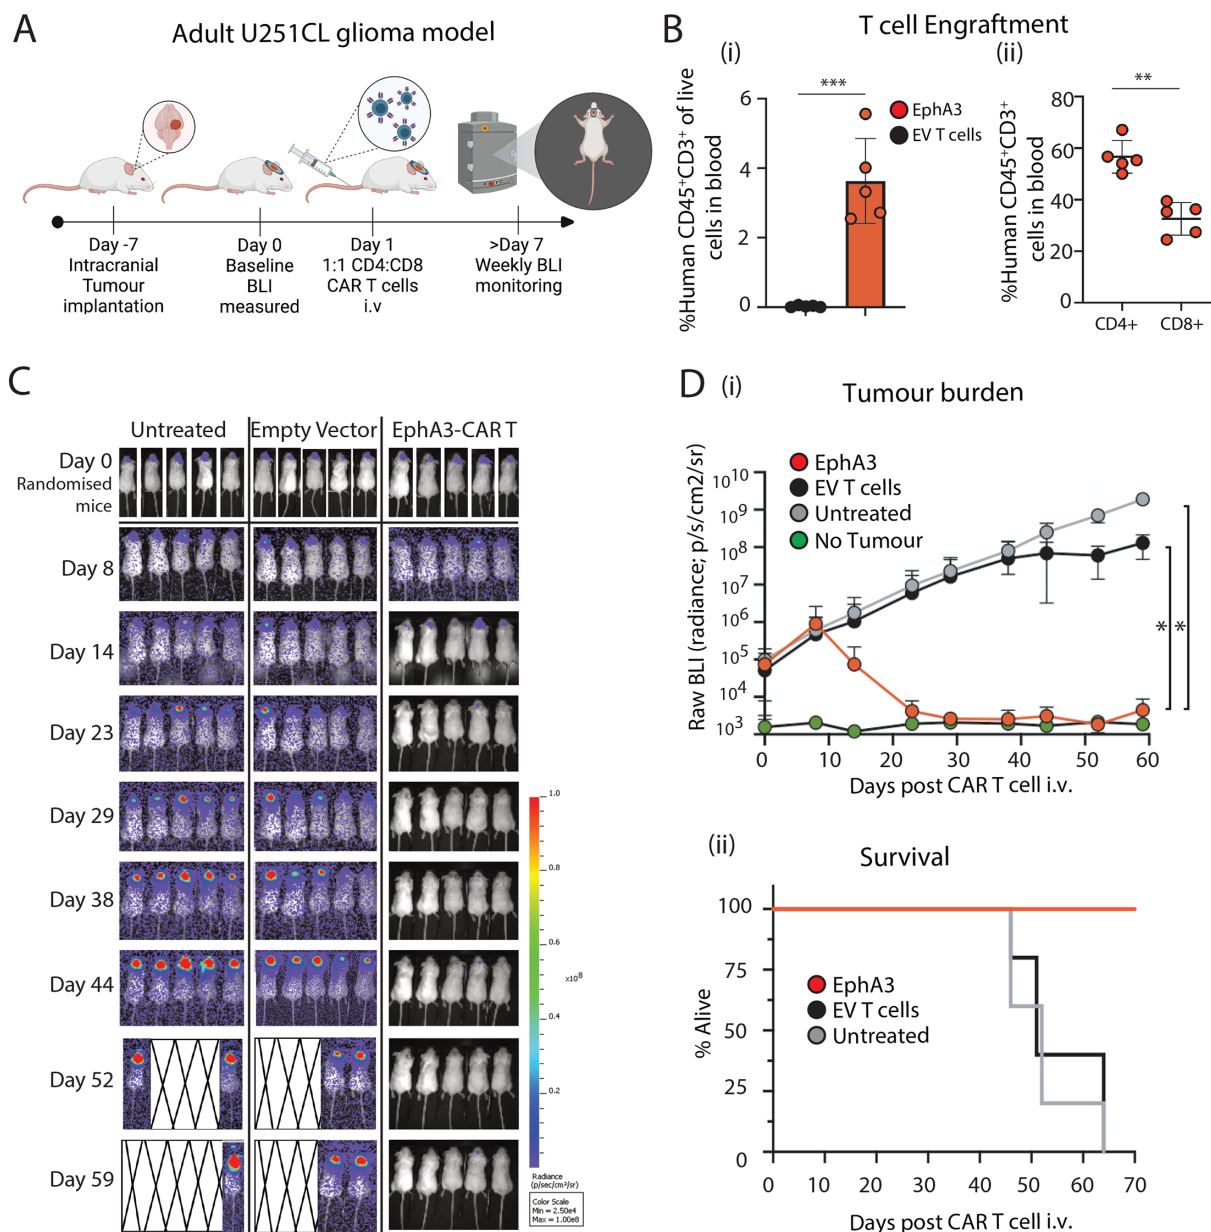 A
Adult U251CL glioma model
Day -7
Intracranial
Tumour
implantation
Day 0
Baseline
BLI
measured
Day 1
1:1 CD4:CD8
CAR T cells
i.v
>Day 7
Weekly BLI
monitoring
B
T cell Engraftment
(i)
%Human CD45+CD3+ of live
cells in blood
6
4
2
0
***
EphA3
EV T cells
(ii)
%Human CD45+CD3+
cells in blood
80
60
40
20
0
**
CD4+
CD8+
C
Untreated
Empty Vector
EphA3-CAR T
Day 0
Randomised
mice
Day 8
Day 14
Day 23
Day 29
Day 38
Day 44
Day 52
Day 59
1.0
0.8
0.6
x10⁸
0.4
0.2
Radiance
(p/sec/cm²/sr)
Color Scale
Min = 2.50e4
Max = 1.00e8
D
(i)
Tumour burden
Raw BLI (radiance; p/s/cm2/sr)
10¹⁰
10⁹
10⁸
10⁷
10⁶
10⁵
10⁴
10³
EphA3
EV T cells
Untreated
No Tumour
*
*
0 10 20 30 40 50 60
Days post CAR T cell i.v.
(ii)
Survival
% Alive
100
75
50
25
0
EphA3
EV T cells
Untreated
0 10 20 30 40 50 60 70
Days post CAR T cell i.v.